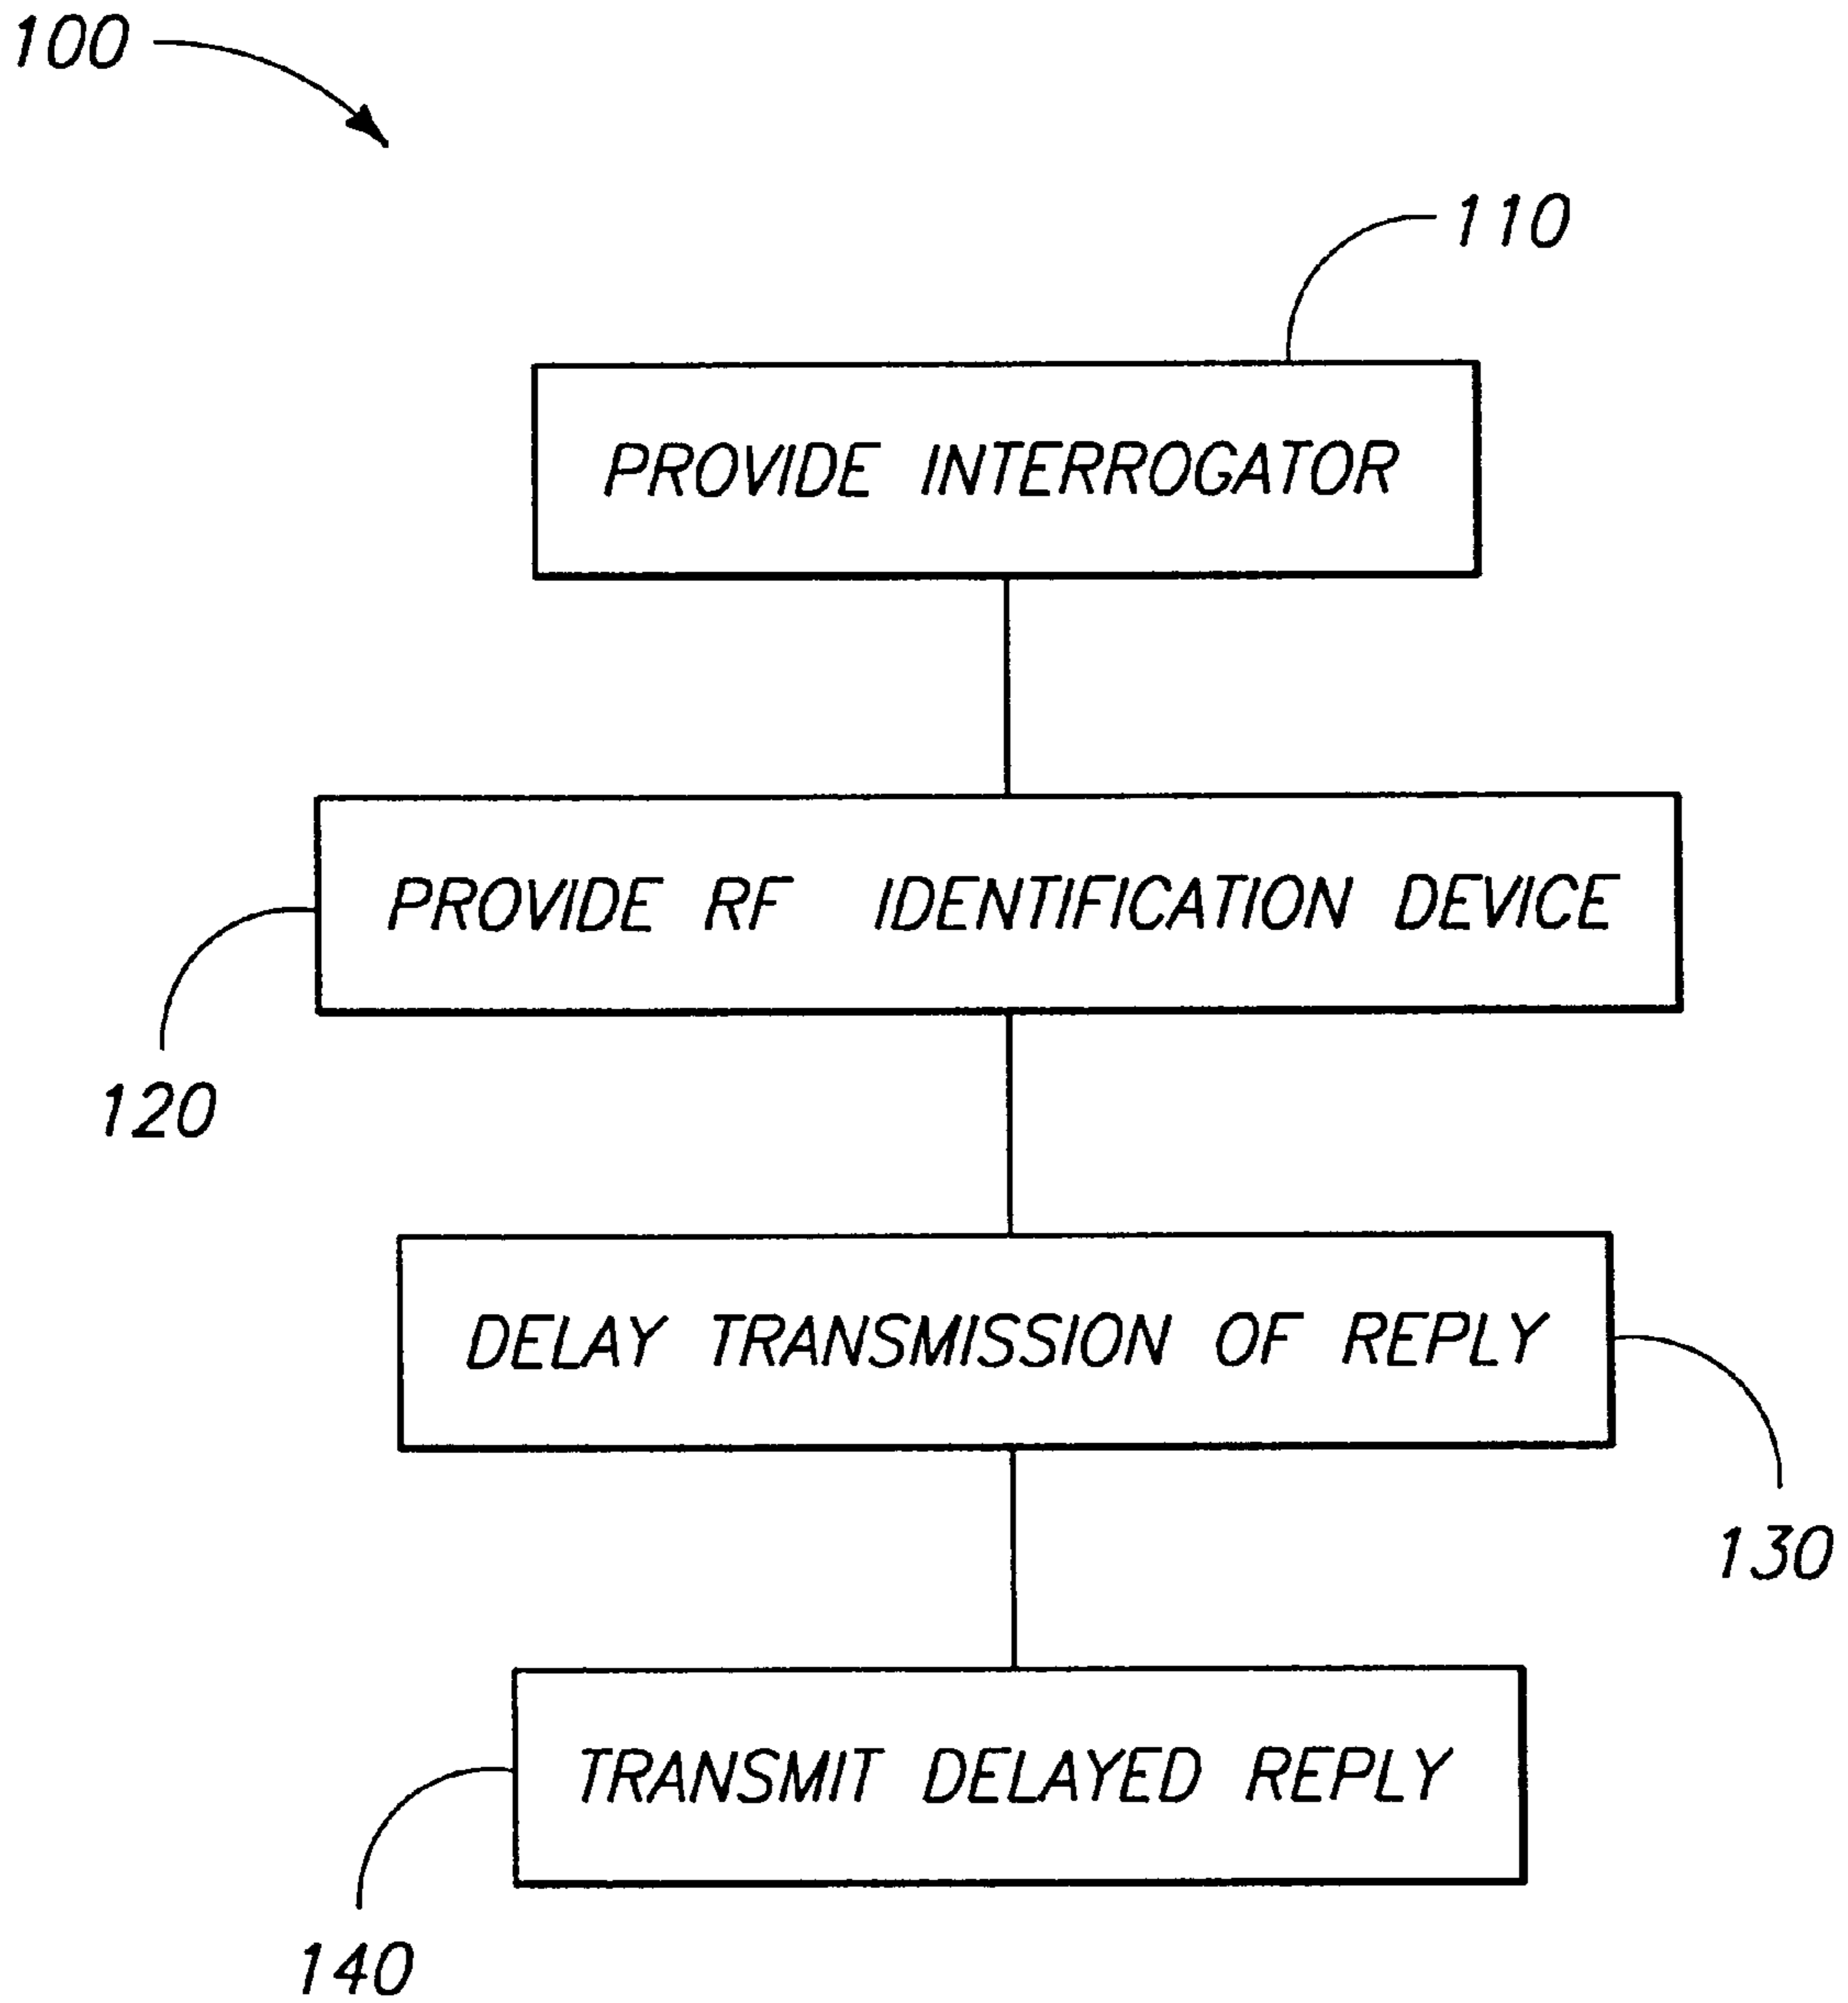 100
110
PROVIDE INTERROGATOR
PROVIDE RF IDENTIFICATION DEVICE
120
DELAY TRANSMISSION OF REPLY
130
TRANSMIT DELAYED REPLY
140